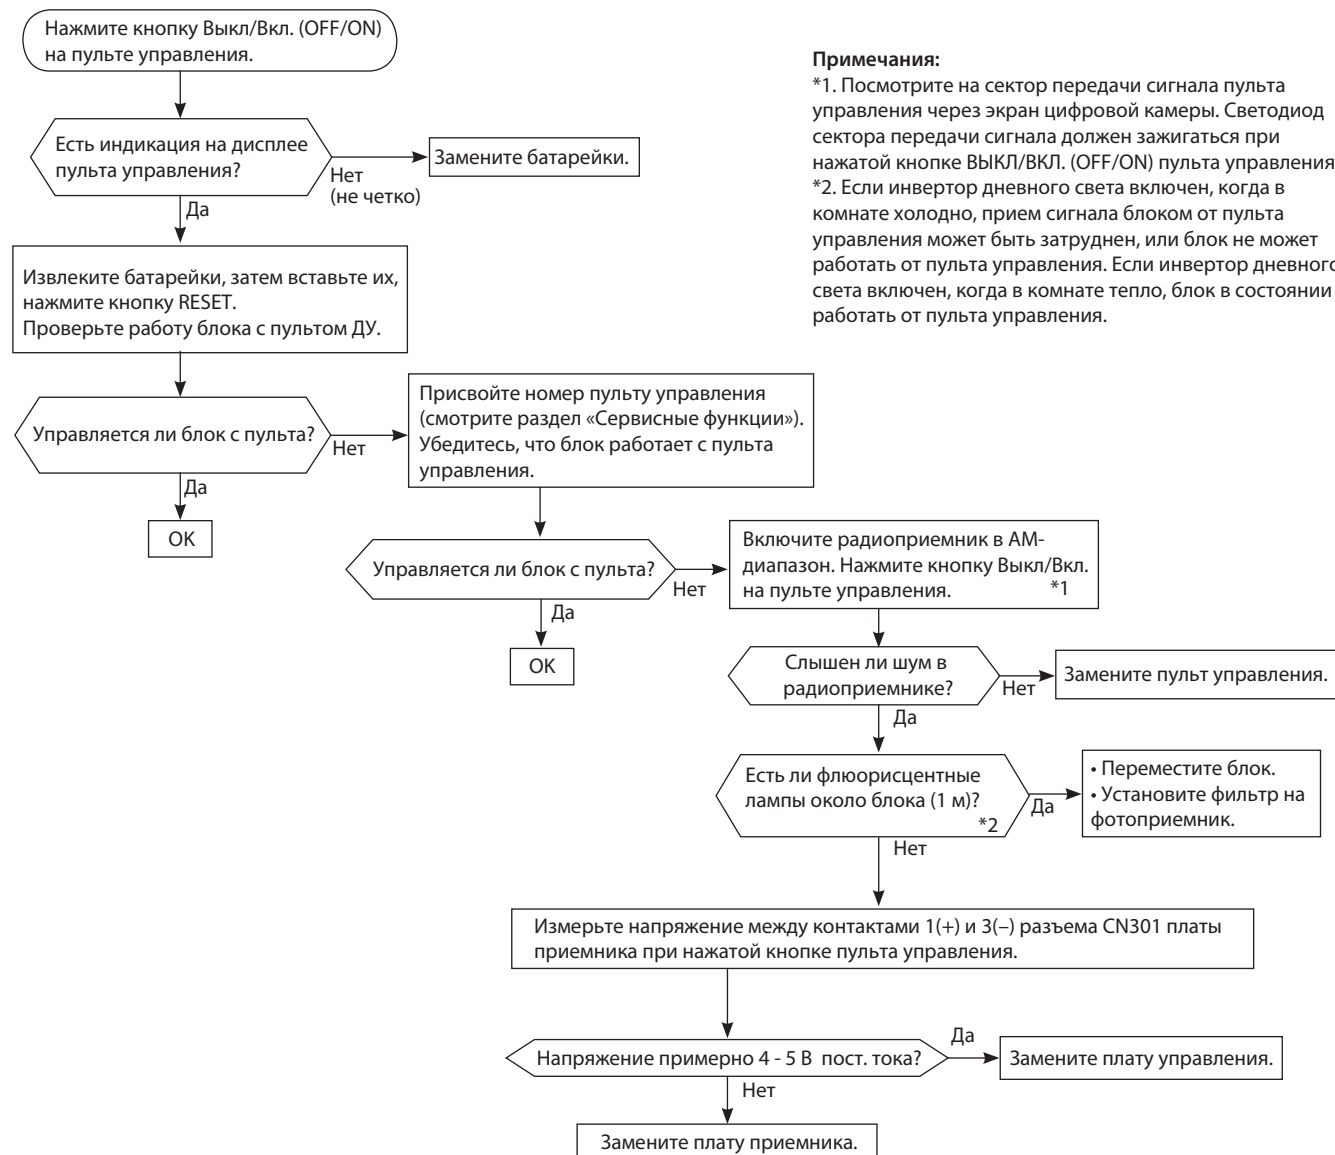 Нажмите кнопку Выкл/Вкл. (OFF/ON)
на пульте управления.
Есть индикация на дисплее
пульта управления?
Нет
(не четко)
Замените батарейки.
Да
Извлеките батарейки, затем вставьте их,
нажмите кнопку RESET.
Проверьте работу блока с пультом ДУ.
Управляется ли блок с пульта?
Нет
Да
OK
Присвойте номер пульту управления
(смотрите раздел «Сервисные функции»).
Убедитесь, что блок работает с пульта
управления.
Управляется ли блок с пульта?
Нет
Да
OK
Включите радиоприемник в АМ-
диапазон. Нажмите кнопку Выкл/Вкл.
на пульте управления. *1
Слышен ли шум в
радиоприемнике?
Нет
Замените пульт управления.
Да
Есть ли флюорисцентные
лампы около блока (1 м)?
*2
Да
• Переместите блок.
• Установите фильтр на
фотоприемник.
Нет
Измерьте напряжение между контактами 1(+) и 3(–) разъема CN301 платы
приемника при нажатой кнопке пульта управления.
Напряжение примерно 4 - 5 В пост. тока?
Да
Замените плату управления.
Нет
Замените плату приемника.
Примечания:
*1. Посмотрите на сектор передачи сигнала пульта
управления через экран цифровой камеры. Светодиод
сектора передачи сигнала должен зажигаться при
нажатой кнопке ВЫКЛ/ВКЛ. (OFF/ON) пульта управления
*2. Если инвертор дневного света включен, когда в
комнате холодно, прием сигнала блоком от пульта
управления может быть затруднен, или блок не может
работать от пульта управления. Если инвертор дневного
света включен, когда в комнате тепло, блок в состоянии
работать от пульта управления.